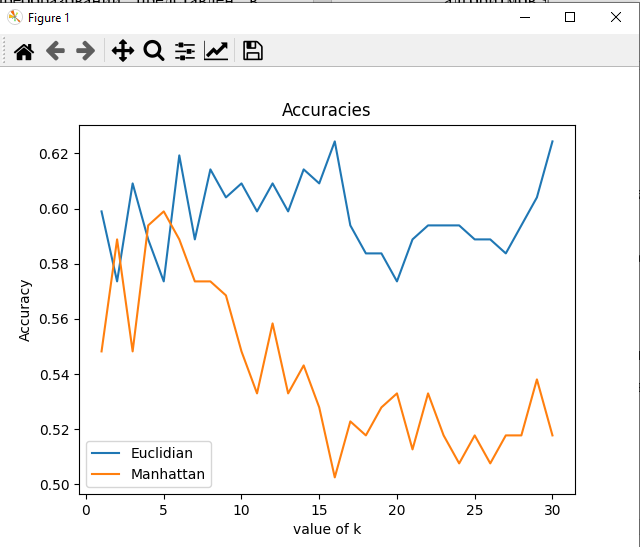 Figure 1
Accuracies
0.62
0.60
0.58
0.56
0.54
0.52
0.50
Accuracy
Euclidian
Manhattan
0 5 10 15 20 25 30
value of k